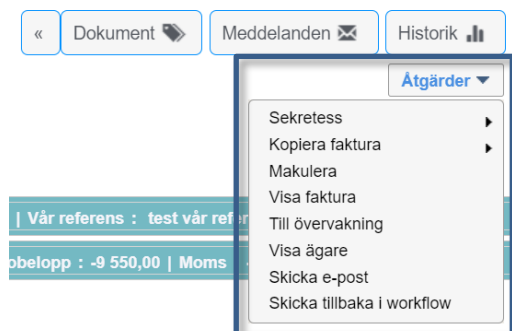 « Dokument Meddelanden Historik
Åtgärder
Sekretess
Kopiera faktura
Makulera
Visa faktura
Till övervakning
Visa ägare
Skicka e-post
Skicka tillbaka i workflow
| Vår referens : test vår refer
obelopp : -9 550,00 | Moms